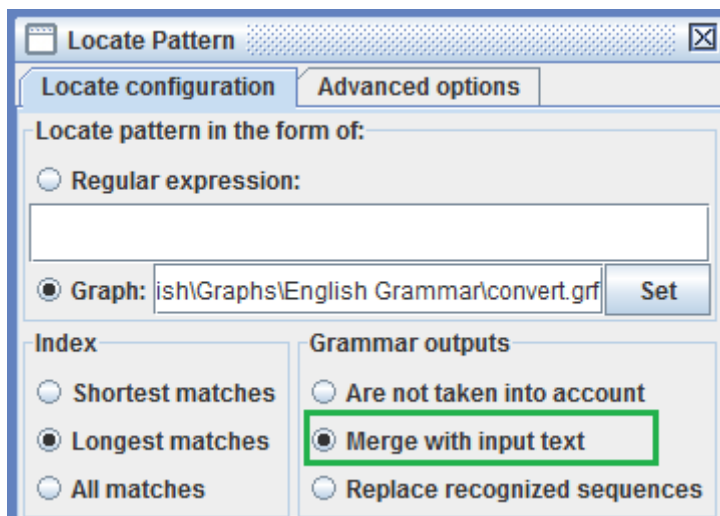 Locate Pattern
Locate configuration Advanced options
Locate pattern in the form of:
Regular expression:
Graph: ish\Graphs\English Grammar\convert.grf Set
Index Grammar outputs
Shortest matches Are not taken into account
Longest matches Merge with input text
All matches Replace recognized sequences